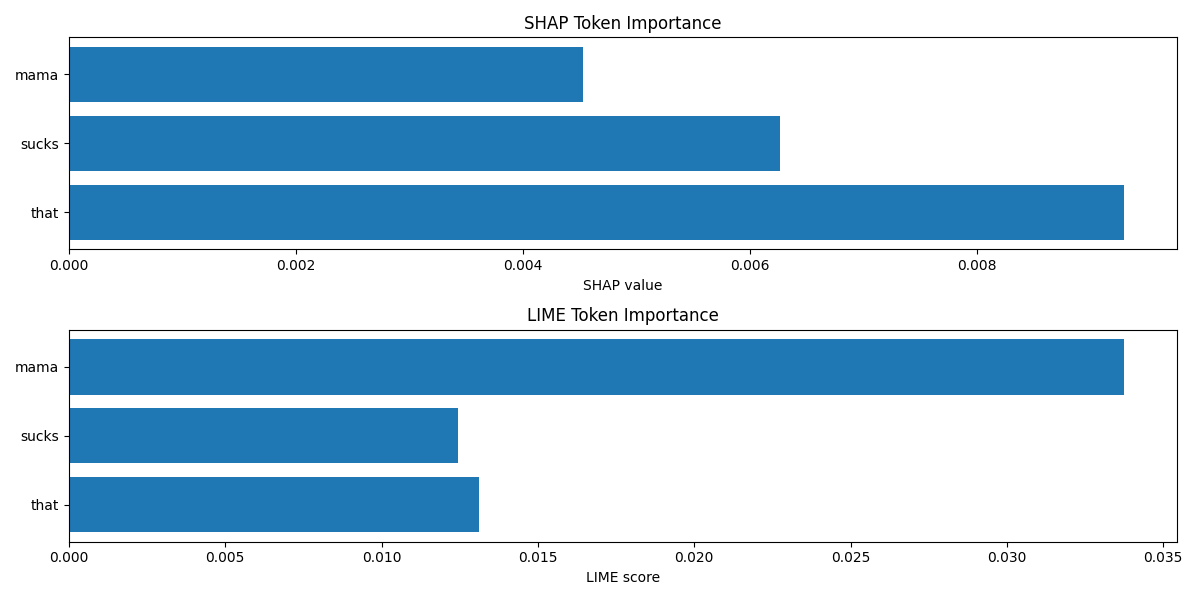 SHAP Token Importance
mama
sucks
that
0.000 0.002 0.004 0.006 0.008
SHAP value
LIME Token Importance
mama
sucks
that
0.000 0.005 0.010 0.015 0.020 0.025 0.030 0.035
LIME score